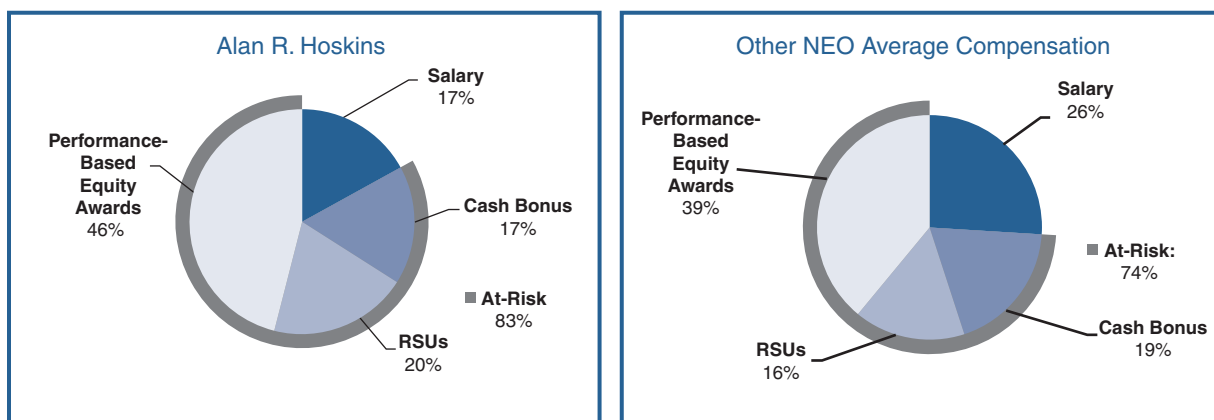 Alan R. Hoskins
Salary
17%
Performance-
Based
Equity
Awards
46%
Cash Bonus
17%
At-Risk
83%
RSUs
20%
Other NEO Average Compensation
Salary
26%
Performance-
Based
Equity
Awards
39%
At-Risk:
74%
Cash Bonus
19%
RSUs
16%